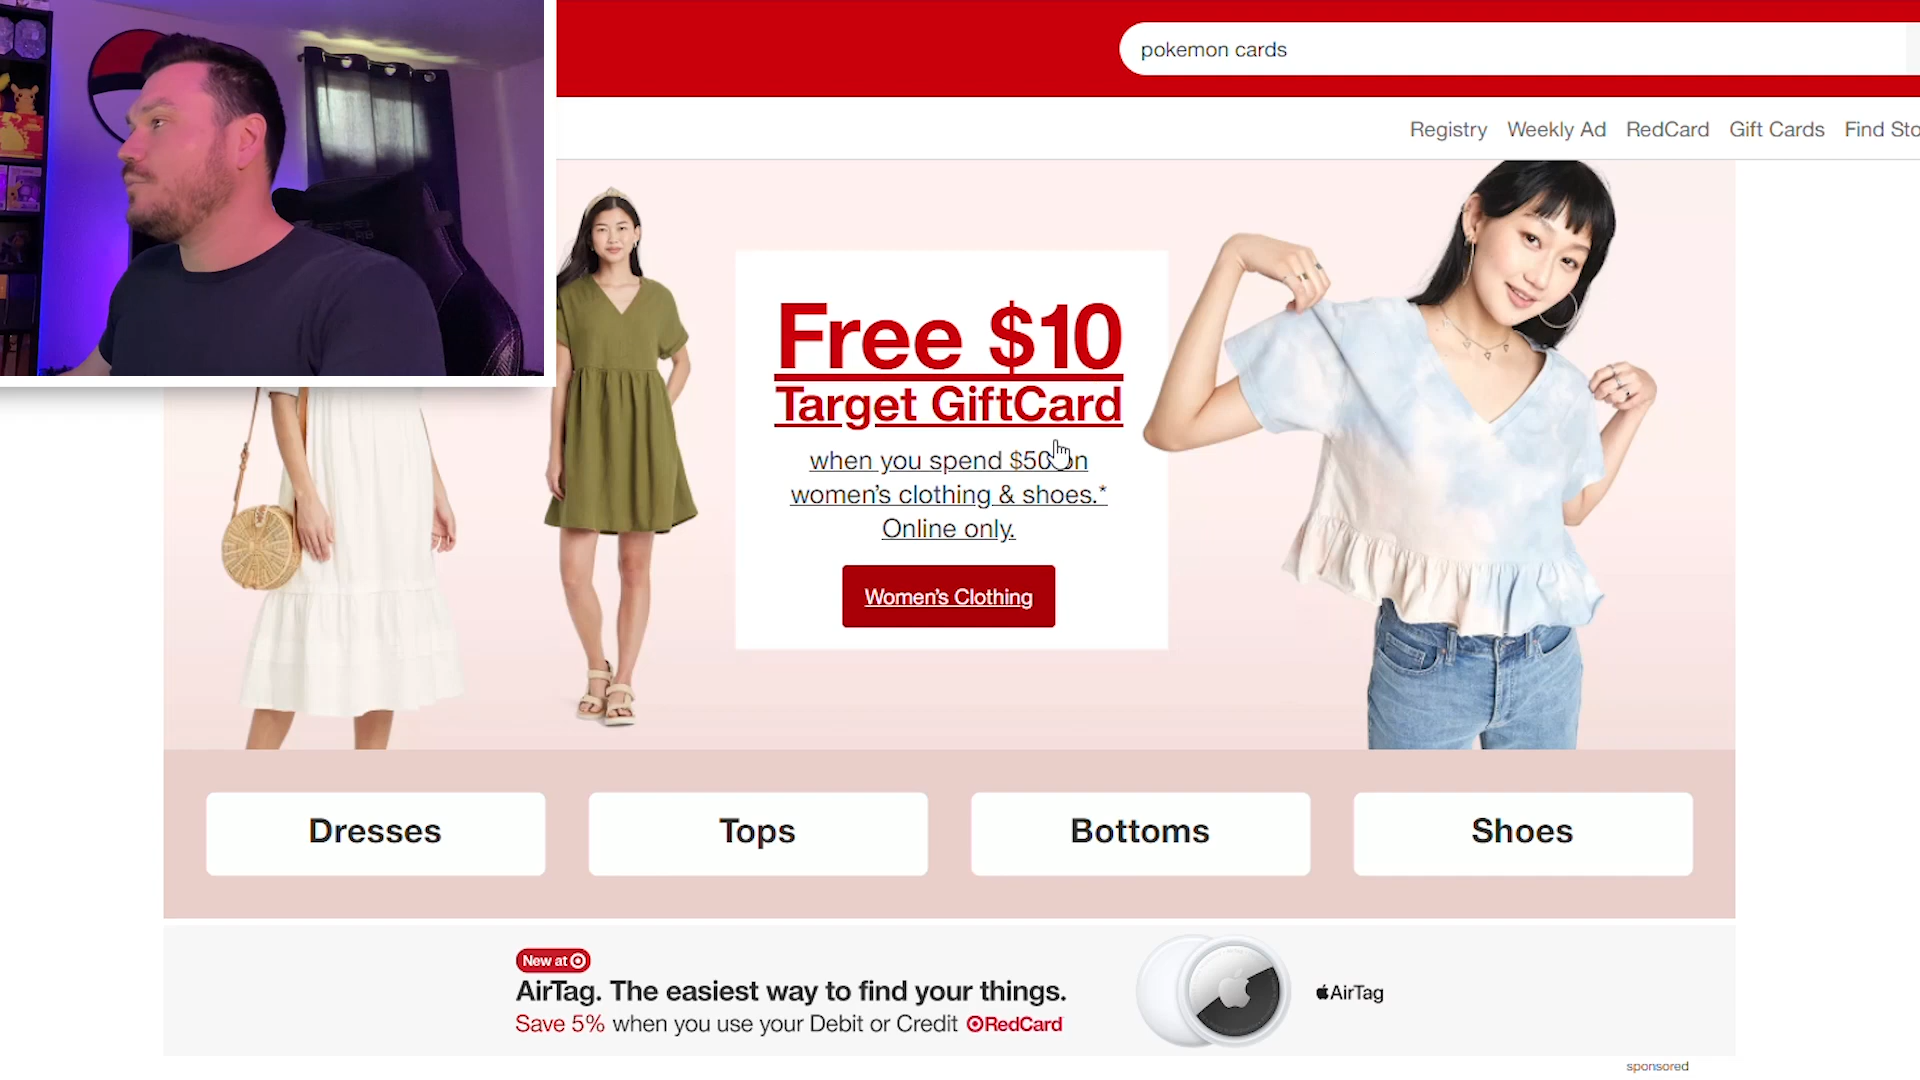 pokemon cards
Registry Weekly Ad RedCard Gift Cards Find Sto
Free $10
Target GiftCard
when you spend $50 on
women's clothing & shoes.*
Online only.
Women's Clothing
Dresses Tops Bottoms Shoes
New at
AirTag. The easiest way to find your things.
Save 5% when you use your Debit or Credit RedCard
AirTag
sponsored